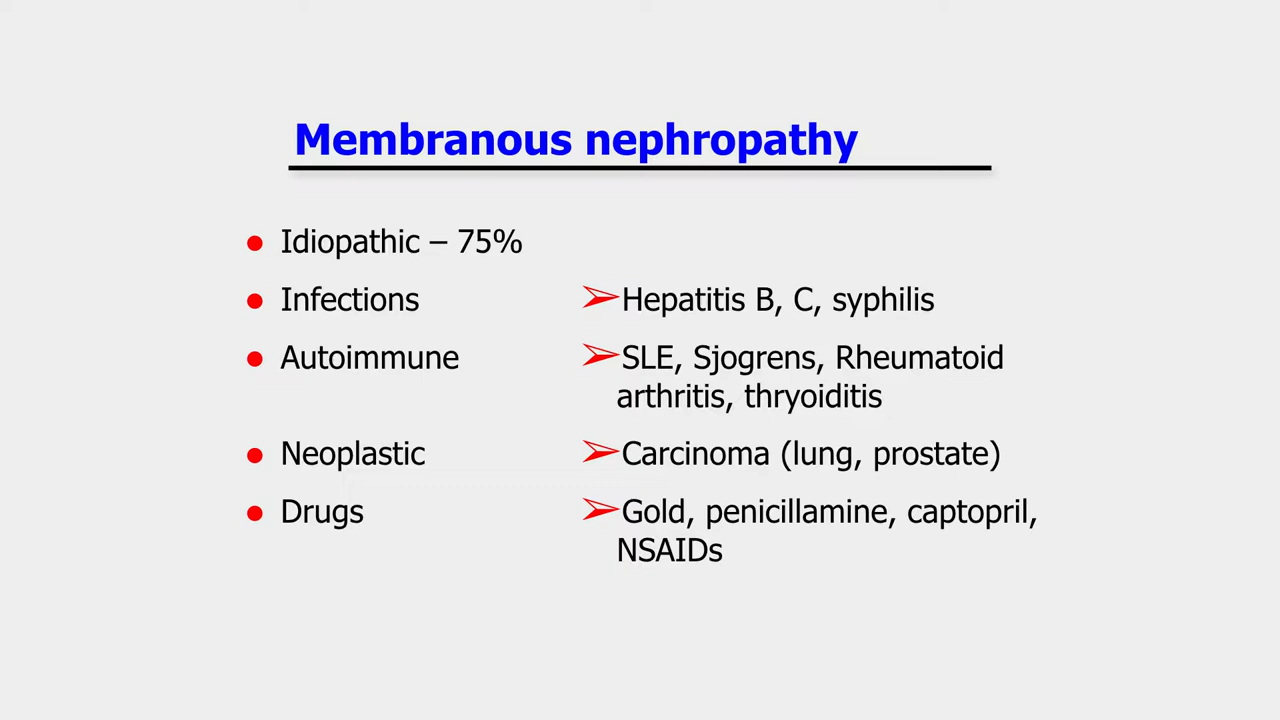 Membranous nephropathy
● Idiopathic – 75%
● Infections ➢Hepatitis B, C, syphilis
● Autoimmune ➢SLE, Sjogrens, Rheumatoid
arthritis, thryoiditis
● Neoplastic ➢Carcinoma (lung, prostate)
● Drugs ➢Gold, penicillamine, captopril,
NSAIDs